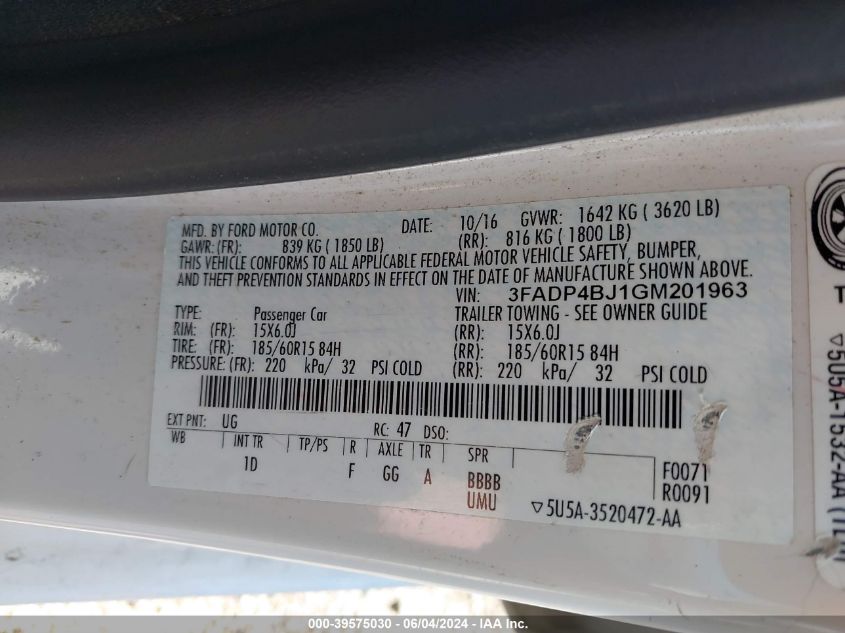 MFD. BY FORD MOTOR CO. DATE: 10/16 GVWR: 1642 KG ( 3620 LB)
GAWR: (FR): 839 KG ( 1850 LB) (RR): 816 KG ( 1800 LB)
THIS VEHICLE CONFORMS TO ALL APPLICABLE FEDERAL MOTOR VEHICLE SAFETY, BUMPER,
AND THEFT PREVENTION STANDARDS IN EFFECT ON THE DATE OF MANUFACTURE SHOWN ABOVE.
VIN: 3FADP4BJ1GM201963
TYPE: Passenger Car TRAILER TOWING - SEE OWNER GUIDE
RIM: (FR): 15X6.0J (RR): 15X6.0J
TIRE: (FR): 185/60R15 84H (RR): 185/60R15 84H
PRESSURE: (FR): 220 kPa/ 32 PSI COLD (RR): 220 kPa/ 32 PSI COLD
EXT PNT: UG RC: 47 DSO:
WB INT TR TP/PS R AXLE TR SPR
1D F GG A BBBB F0071
UMU R0091
▽5U5A-3520472-AA
▽5U5A-1532-AA
000-39575030 - 06/04/2024 - IAA Inc.